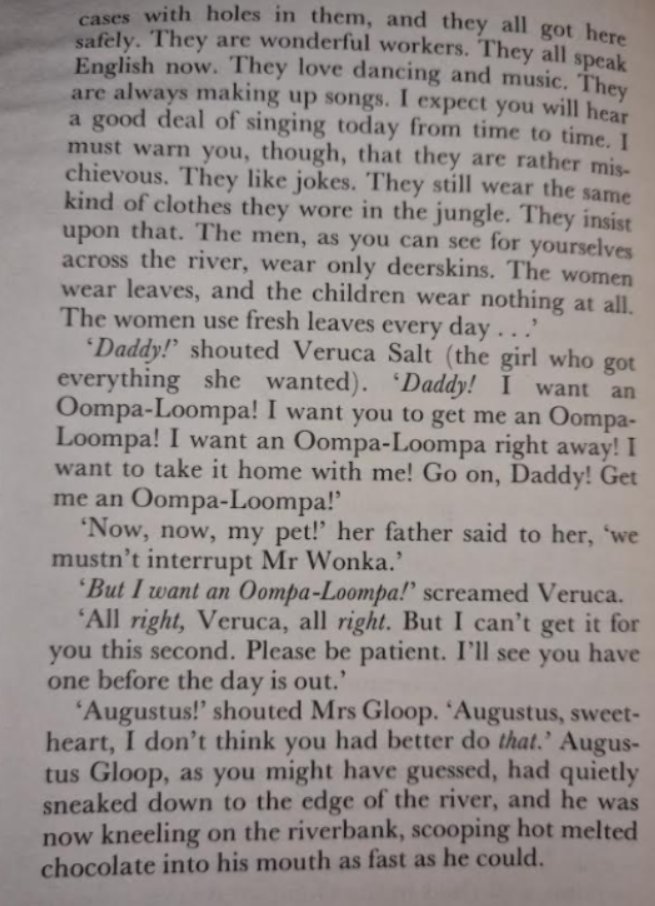 cases with holes in them, and they all got here
safely. They are wonderful workers. They all speak
English now. They love dancing and music. They
are always making up songs. I expect you will hear
a good deal of singing today from time to time. I
must warn you, though, that they are rather mis-
chievous. They like jokes. They still wear the same
kind of clothes they wore in the jungle. They insist
upon that. The men, as you can see for yourselves
across the river, wear only deerskins. The women
wear leaves, and the children wear nothing at all.
The women use fresh leaves every day . . .’
‘Daddy!’ shouted Veruca Salt (the girl who got
everything she wanted). ‘Daddy! I want an
Oompa-Loompa! I want you to get me an Oompa-
Loompa! I want an Oompa-Loompa right away! I
want to take it home with me! Go on, Daddy! Get
me an Oompa-Loompa!’
‘Now, now, my pet!’ her father said to her, ‘we
mustn’t interrupt Mr Wonka.’
‘But I want an Oompa-Loompa!’ screamed Veruca.
‘All right, Veruca, all right. But I can’t get it for
you this second. Please be patient. I’ll see you have
one before the day is out.’
‘Augustus!’ shouted Mrs Gloop. ‘Augustus, sweet-
heart, I don’t think you had better do that.’ Augus-
tus Gloop, as you might have guessed, had quietly
sneaked down to the edge of the river, and he was
now kneeling on the riverbank, scooping hot melted
chocolate into his mouth as fast as he could.